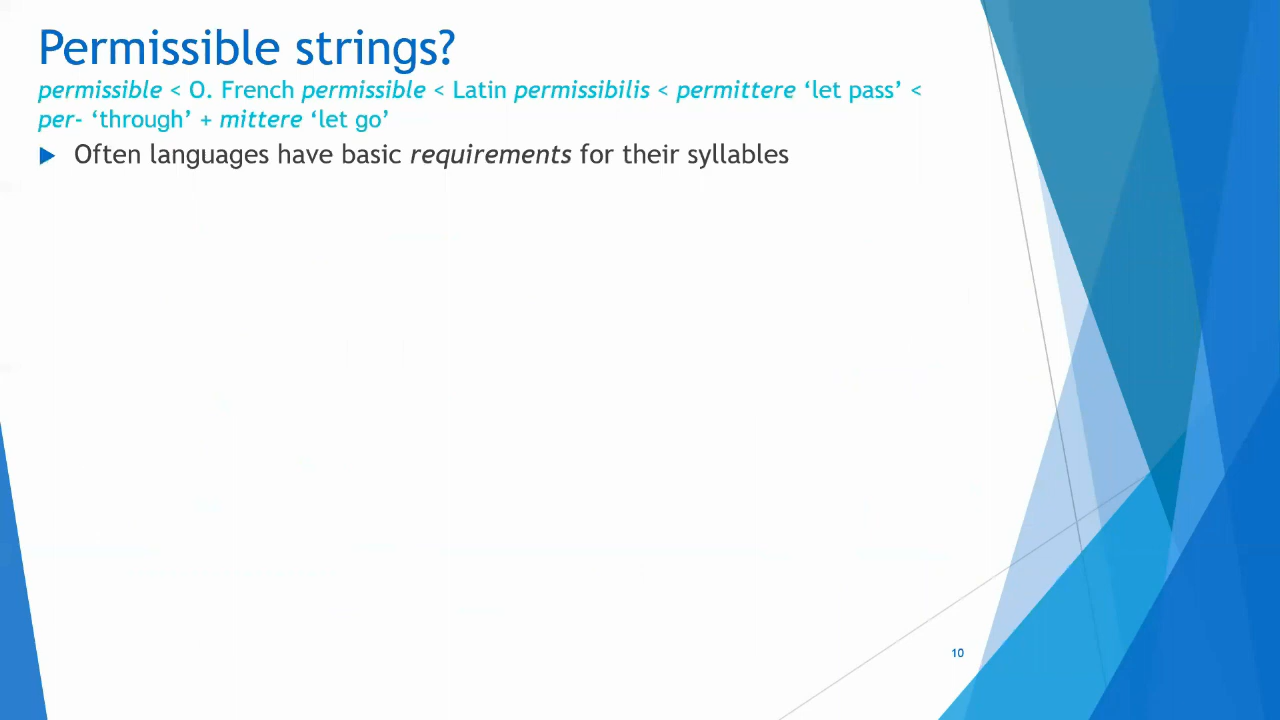 Permissible strings?
permissible < O. French permissible < Latin permissibilis < permittere ‘let pass’ <
per- ‘through’ + mittere ‘let go’
Often languages have basic requirements for their syllables
10